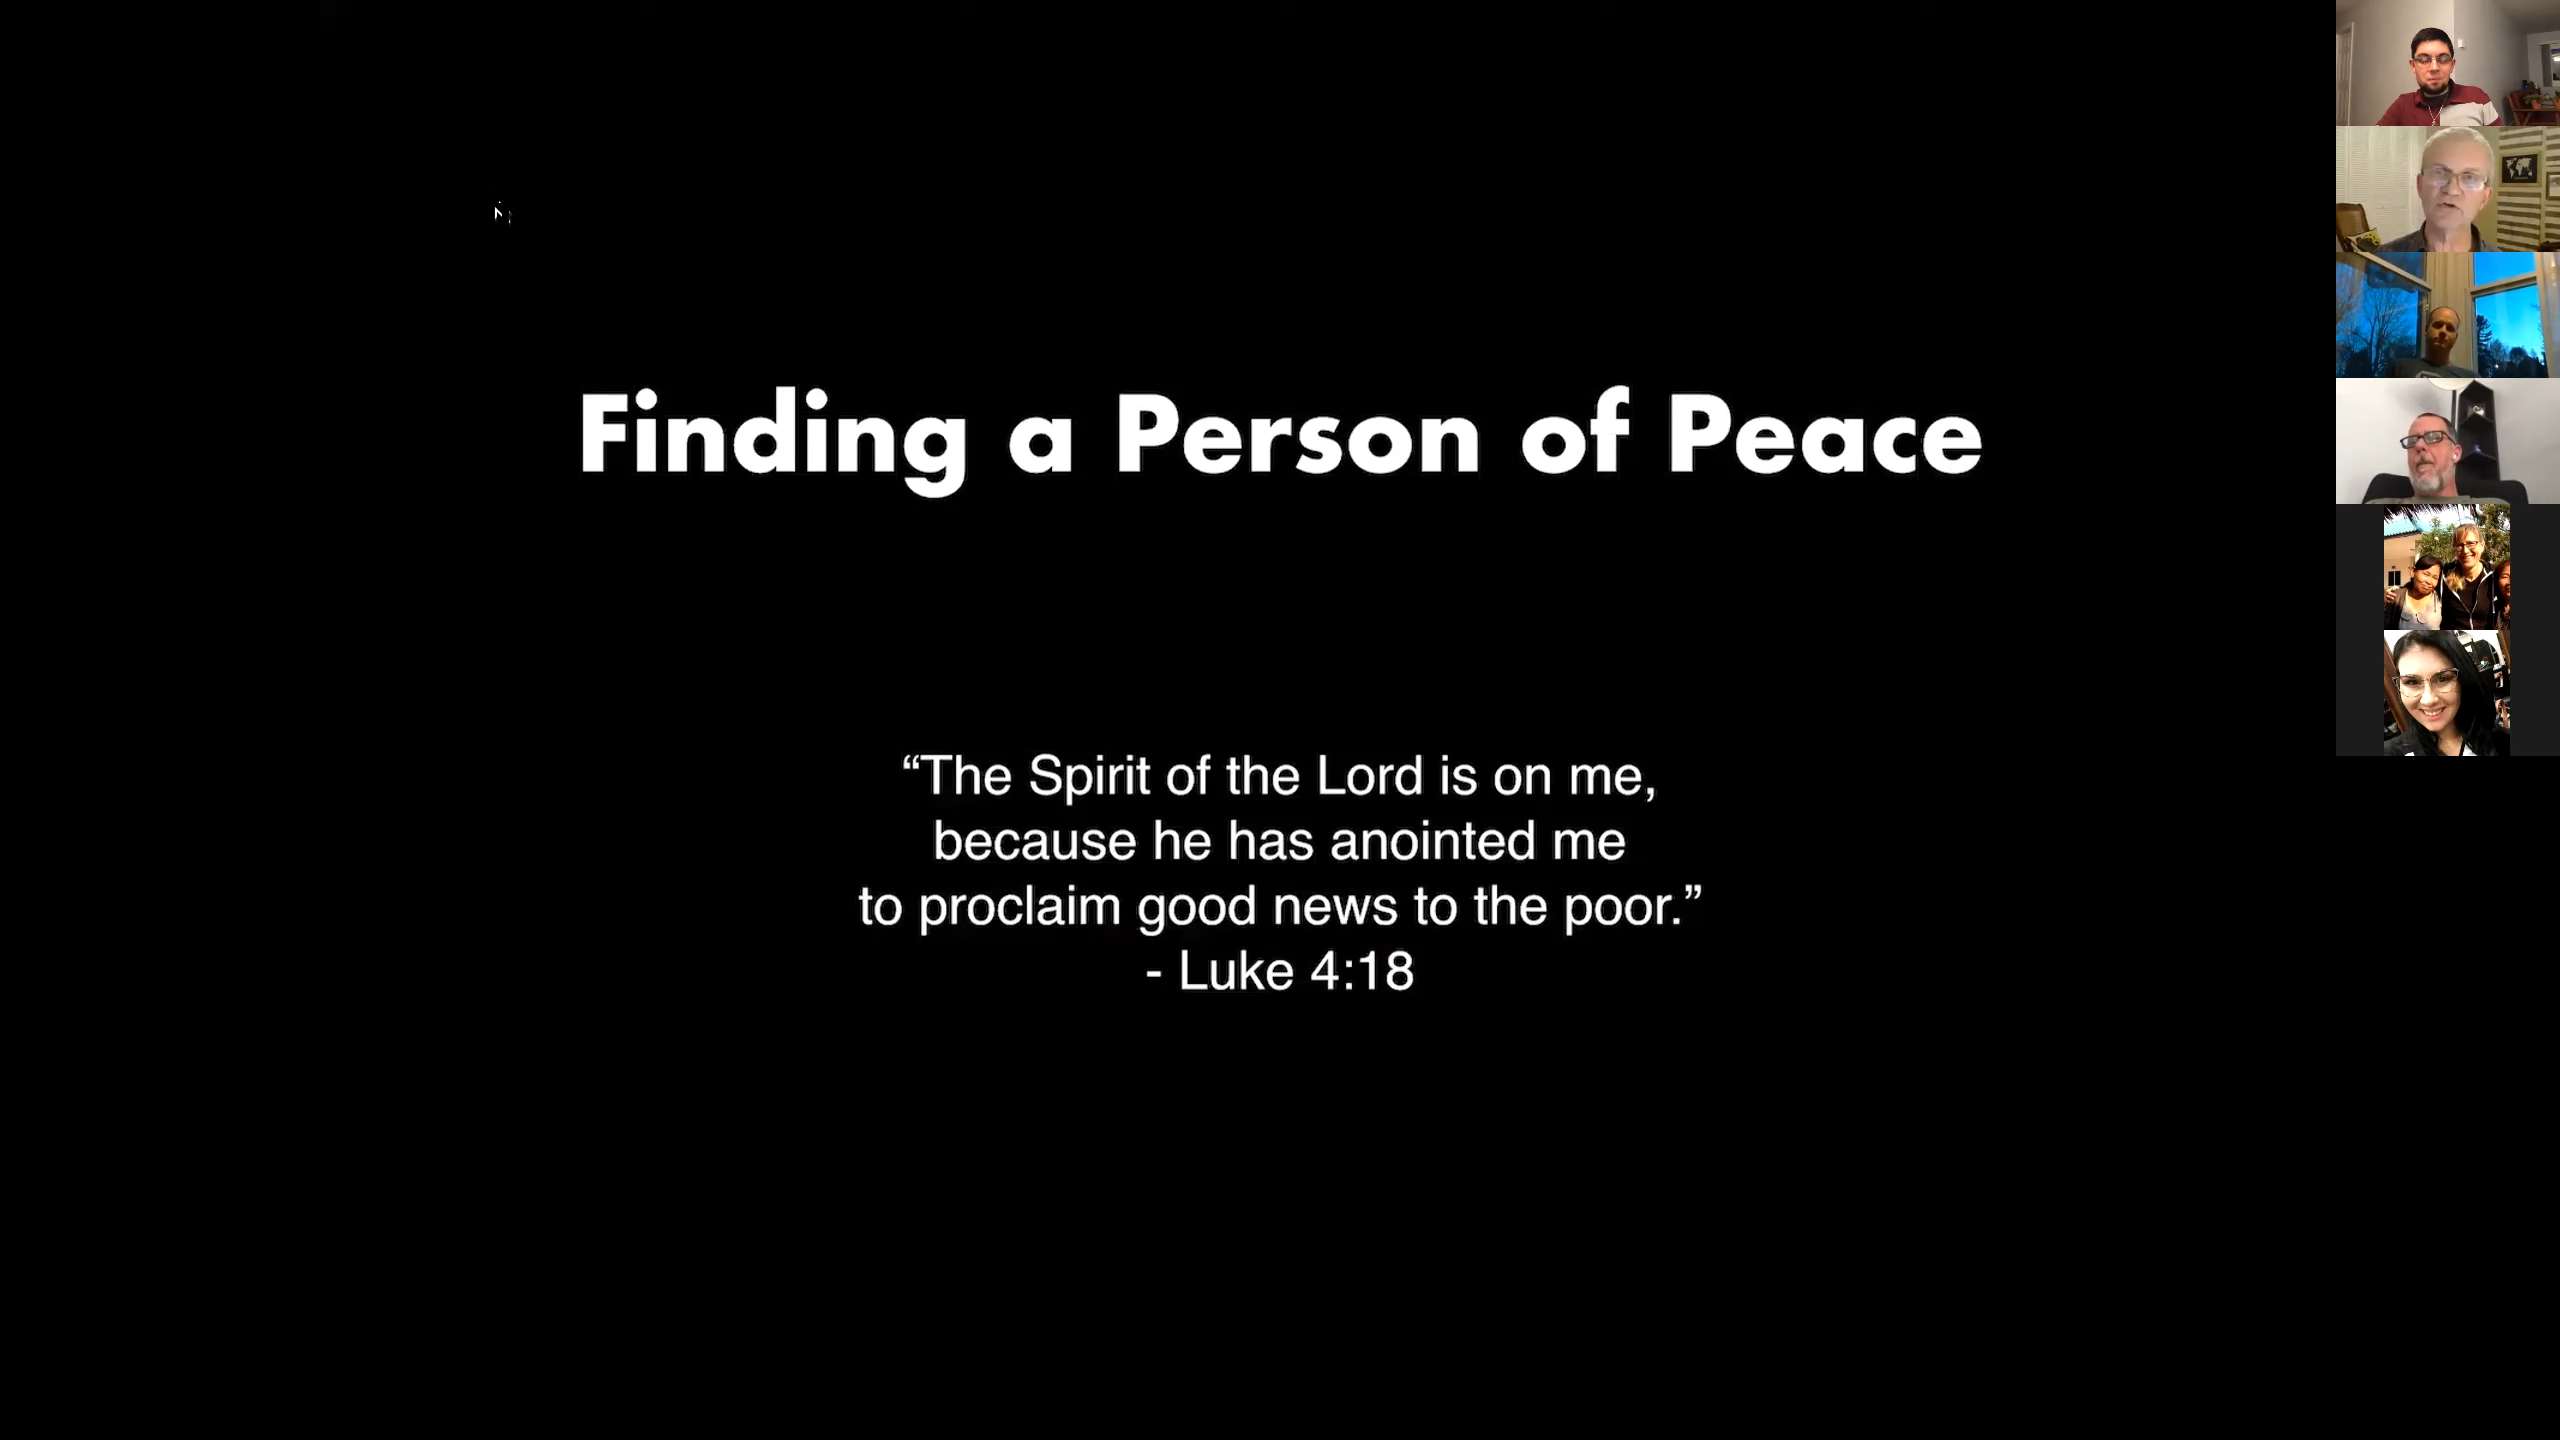 Finding a Person of Peace
“The Spirit of the Lord is on me,
because he has anointed me
to proclaim good news to the poor.”
- Luke 4:18